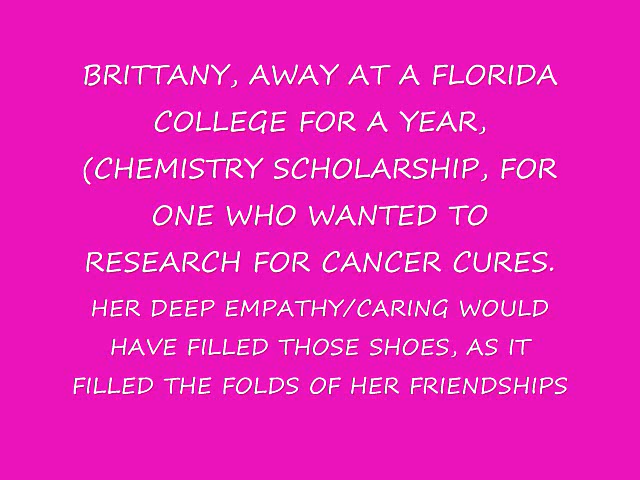 BRITTANY, AWAY AT A FLORIDA
COLLEGE FOR A YEAR,
(CHEMISTRY SCHOLARSHIP, FOR
ONE WHO WANTED TO
RESEARCH FOR CANCER CURES.
HER DEEP EMPATHY/CARING WOULD
HAVE FILLED THOSE SHOES, AS IT
FILLED THE FOLDS OF HER FRIENDSHIPS